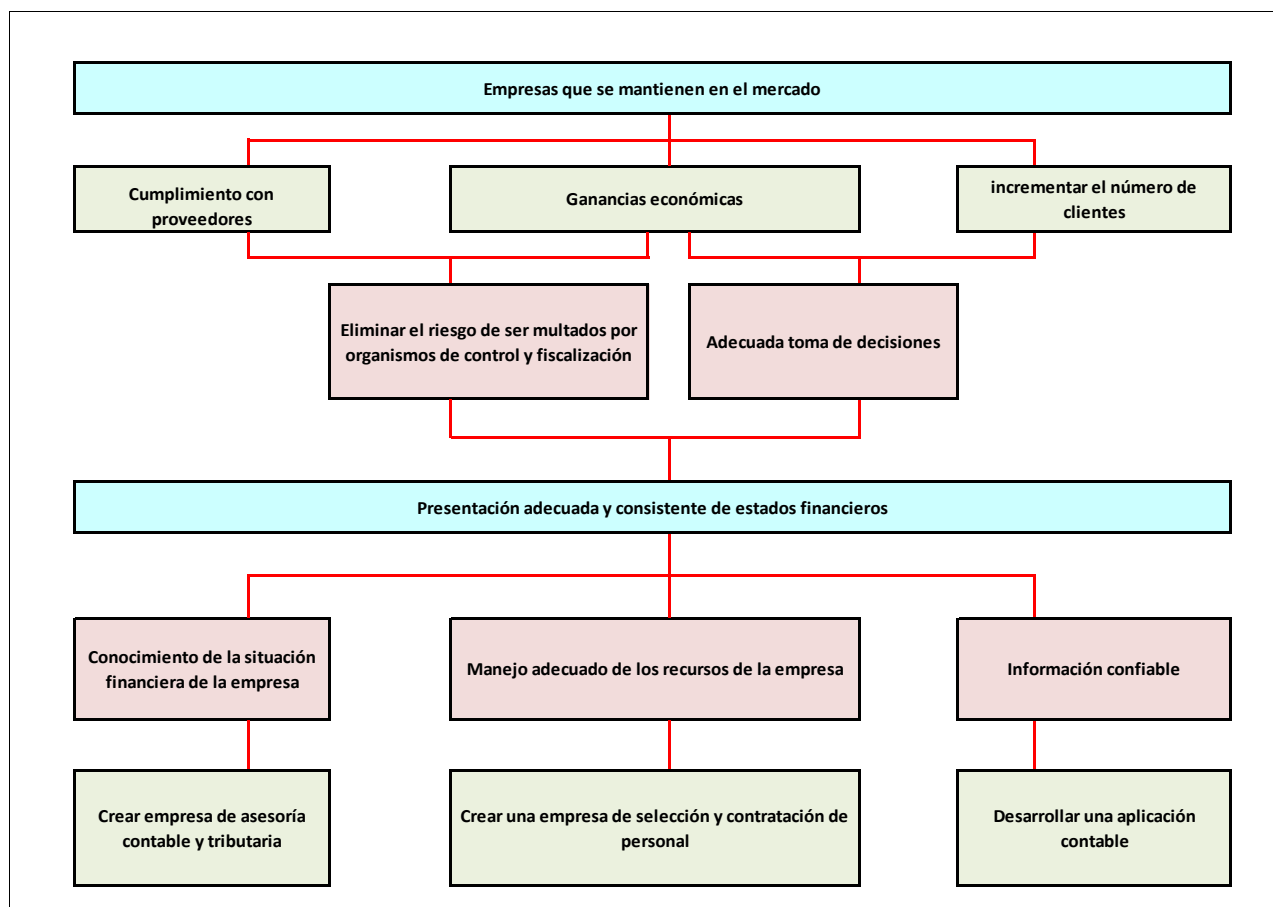 Empresas que se mantienen en el mercado
Cumplimiento con
proveedores
Ganancias económicas
incrementar el número de
clientes
Eliminar el riesgo de ser multados por
organismos de control y fiscalización
Adecuada toma de decisiones
Presentación adecuada y consistente de estados financieros
Conocimiento de la situación
financiera de la empresa
Manejo adecuado de los recursos de la empresa
Información confiable
Crear empresa de asesoría
contable y tributaria
Crear una empresa de selección y contratación de
personal
Desarrollar una aplicación
contable